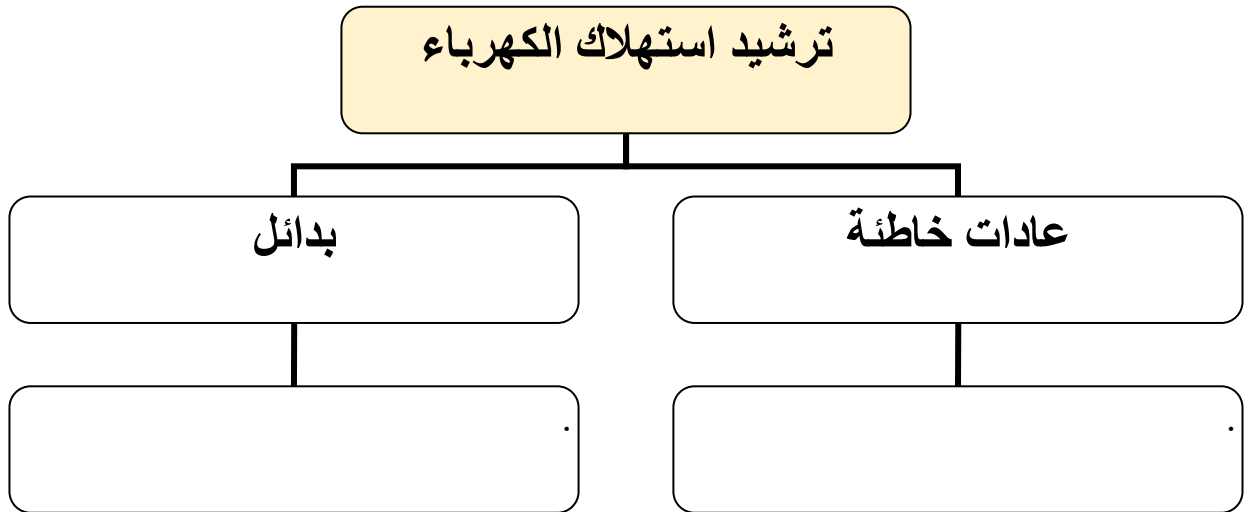 ترشيد استهلاك الكهرباء
عادات خاطئة
بدائل
.
.